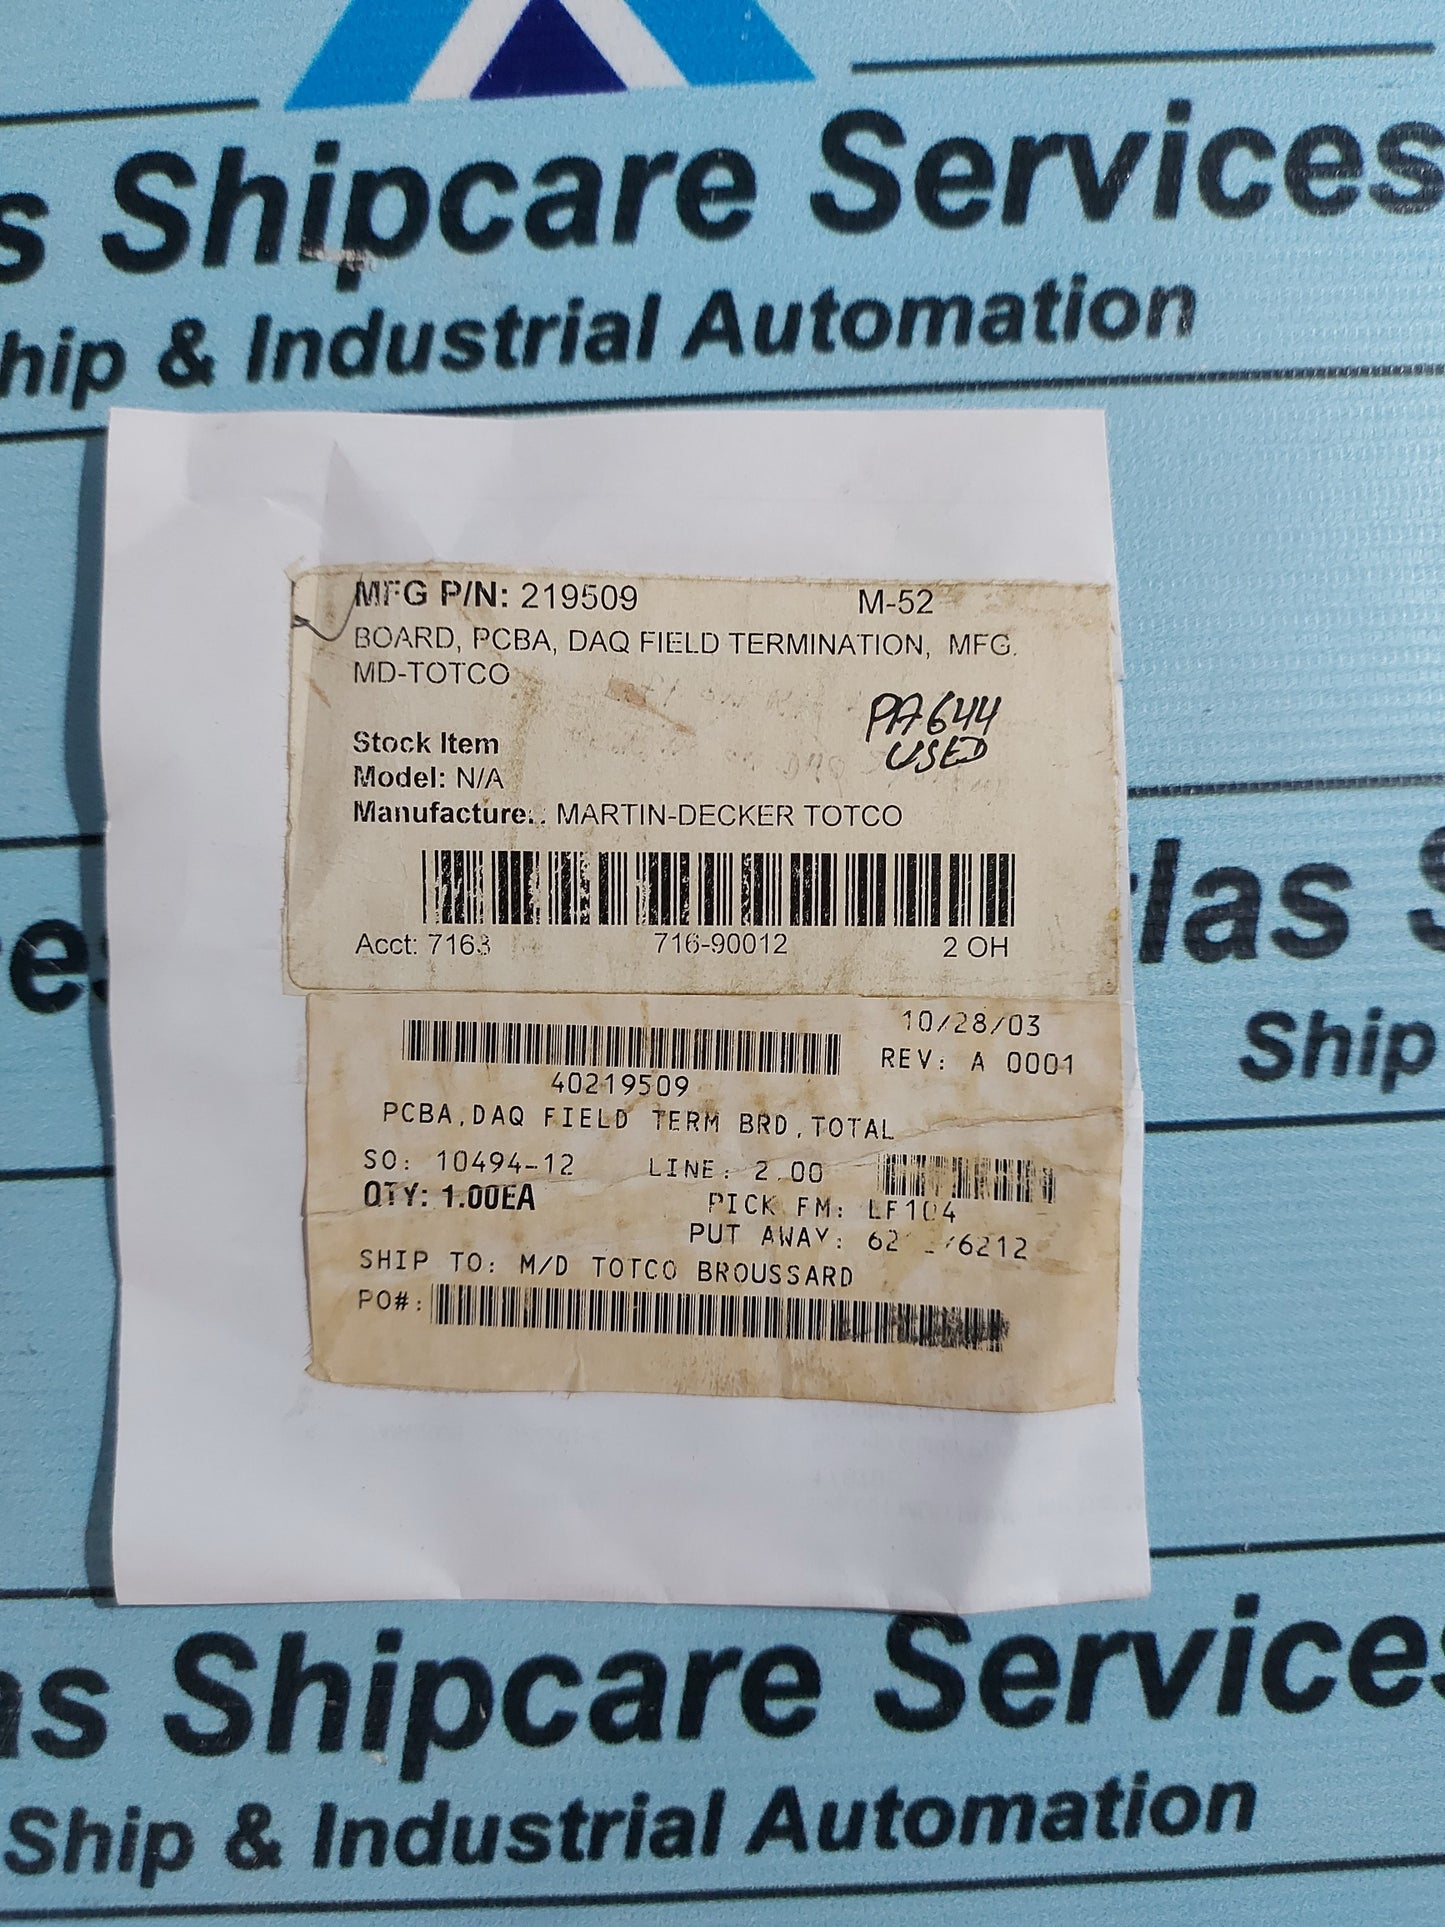 s Shipcare Services
hip & Industrial Automation
MFG P/N: 219509 M-52
BOARD, PCBA, DAQ FIELD TERMINATION, MFG.
MD-TOTCO
PA644
USED
Stock Item
Model: N/A
Manufacturer: MARTIN-DECKER TOTCO
Acct: 7163 716-90012 2 OH
10/28/03
REV: A 0001
40219509
PCBA,DAQ FIELD TERM BRD,TOTAL
SO: 10494-12 LINE: 2.00
QTY: 1.00EA PICK FM: LF104
PUT AWAY: /6212
SHIP TO: M/D TOTCO BROUSSARD
PO#:
re
rlas S
Ship
as Shipcare Services
Ship & Industrial Automation